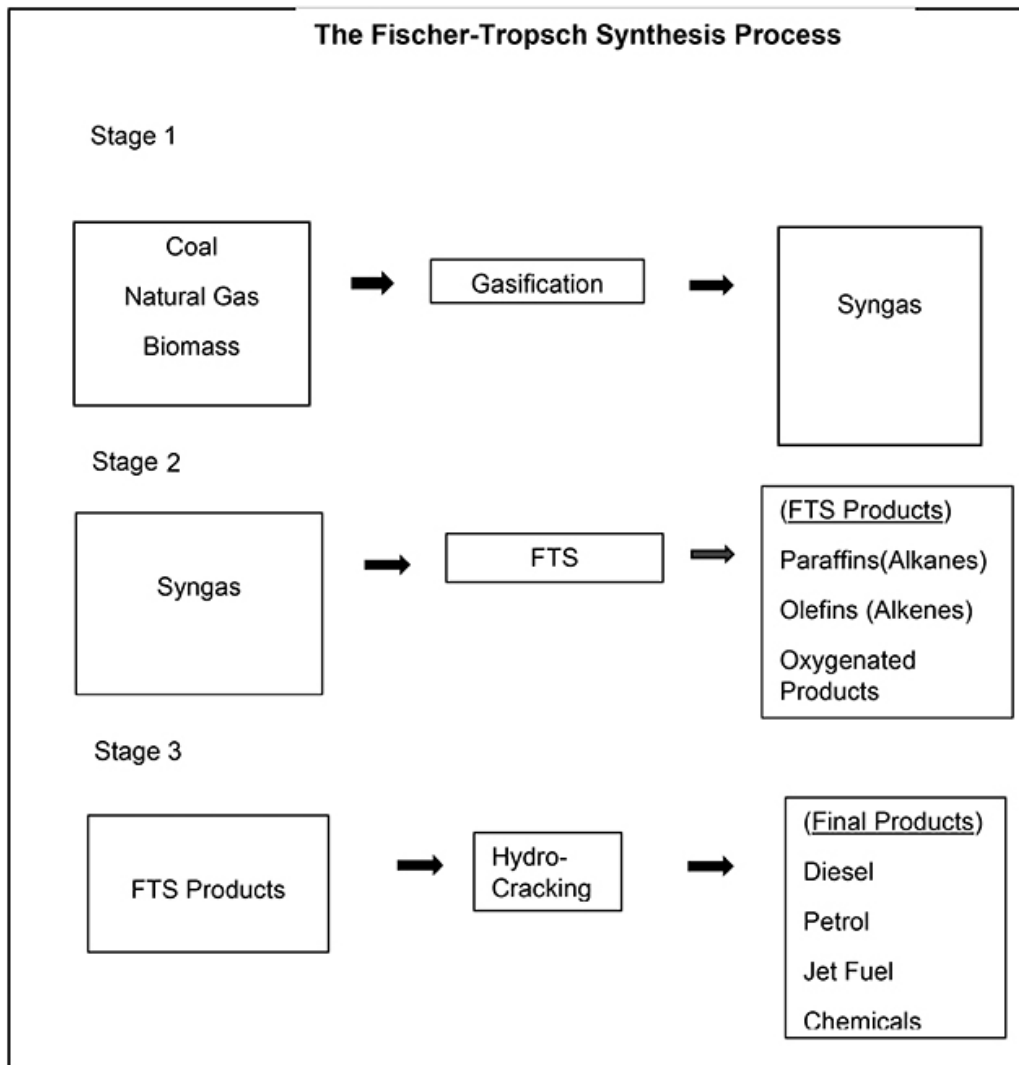 The Fischer-Tropsch Synthesis Process
Stage 1
Coal
Natural Gas
Biomass
Gasification
Syngas
Stage 2
Syngas
FTS
(FTS Products)
Paraffins(Alkanes)
Olefins (Alkenes)
Oxygenated
Products
Stage 3
FTS Products
Hydro-
Cracking
(Final Products)
Diesel
Petrol
Jet Fuel
Chemicals